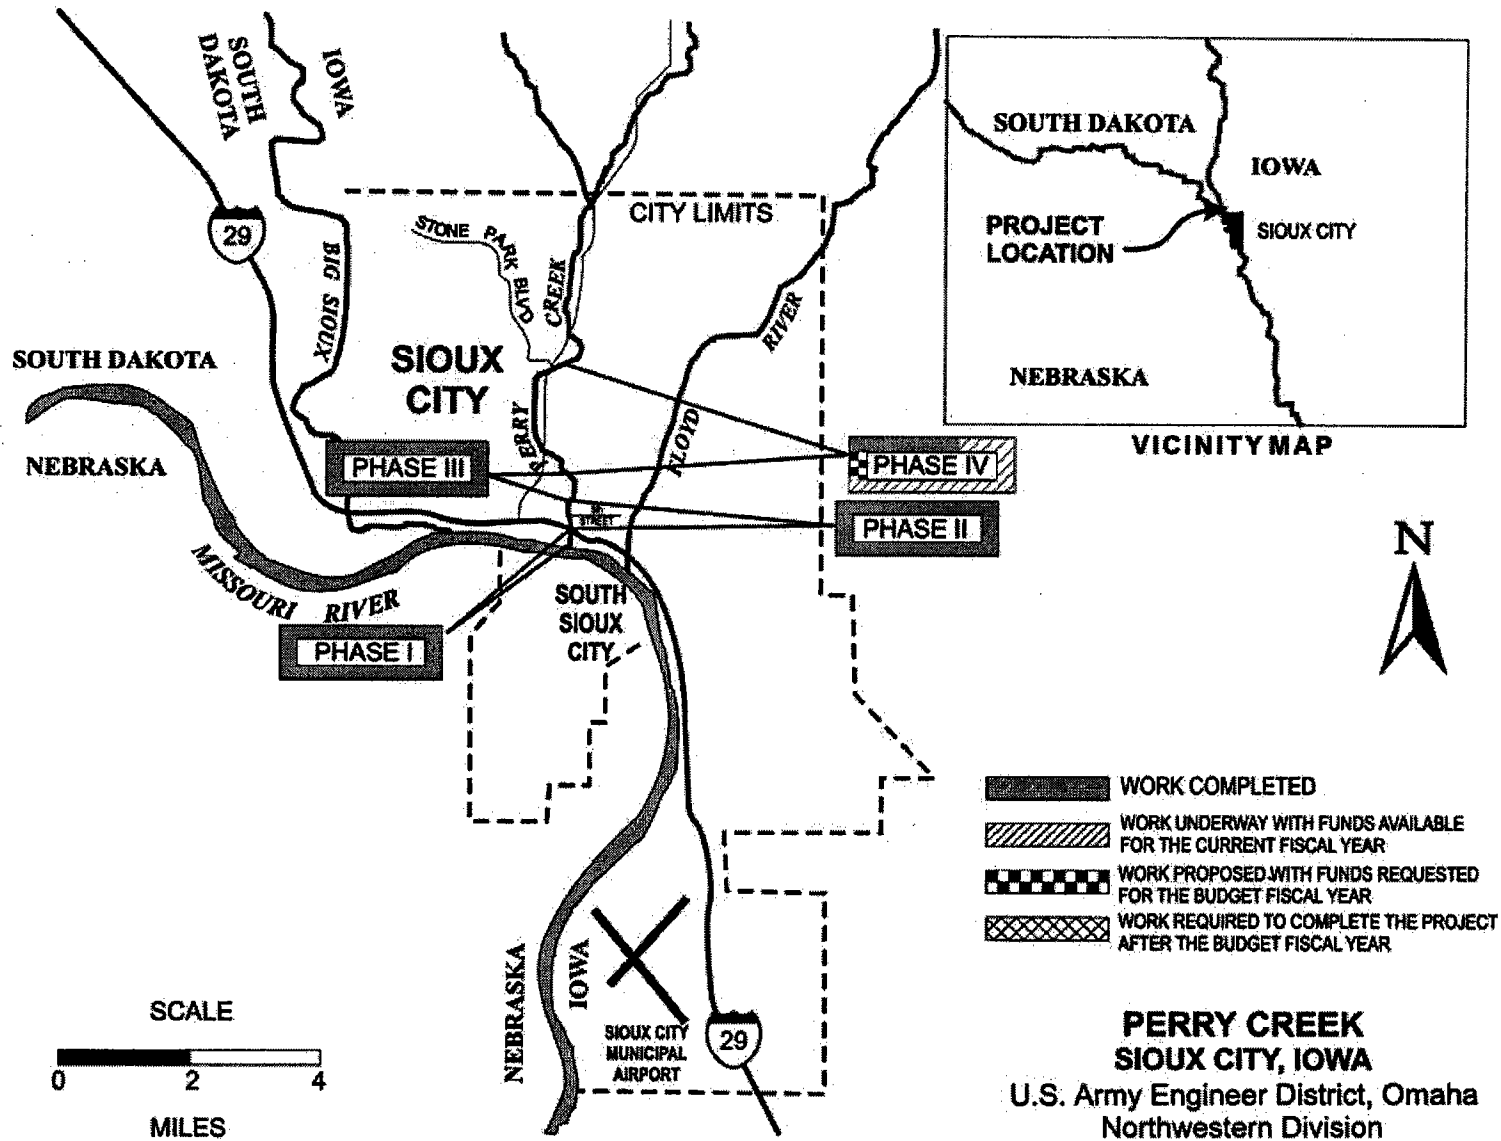 SOUTH
DAKOTA
IOWA
29
BIG SIOUX
STONE PARK BLVD
CREEK
CITY LIMITS
RIVER
SOUTH DAKOTA
IOWA
PROJECT
LOCATION
SIOUX CITY
NEBRASKA
VICINITY MAP
SOUTH DAKOTA
NEBRASKA
SIOUX
CITY
PERRY
FLOYD
PHASE III
PHASE IV
PHASE II
STREET
MISSOURI RIVER
PHASE I
SOUTH
SIOUX
CITY
N
WORK COMPLETED
WORK UNDERWAY WITH FUNDS AVAILABLE
FOR THE CURRENT FISCAL YEAR
WORK PROPOSED WITH FUNDS REQUESTED
FOR THE BUDGET FISCAL YEAR
WORK REQUIRED TO COMPLETE THE PROJECT
AFTER THE BUDGET FISCAL YEAR
NEBRASKA
IOWA
SIOUX CITY
MUNICIPAL
AIRPORT
29
SCALE
0 2 4
MILES
PERRY CREEK
SIOUX CITY, IOWA
U.S. Army Engineer District, Omaha
Northwestern Division